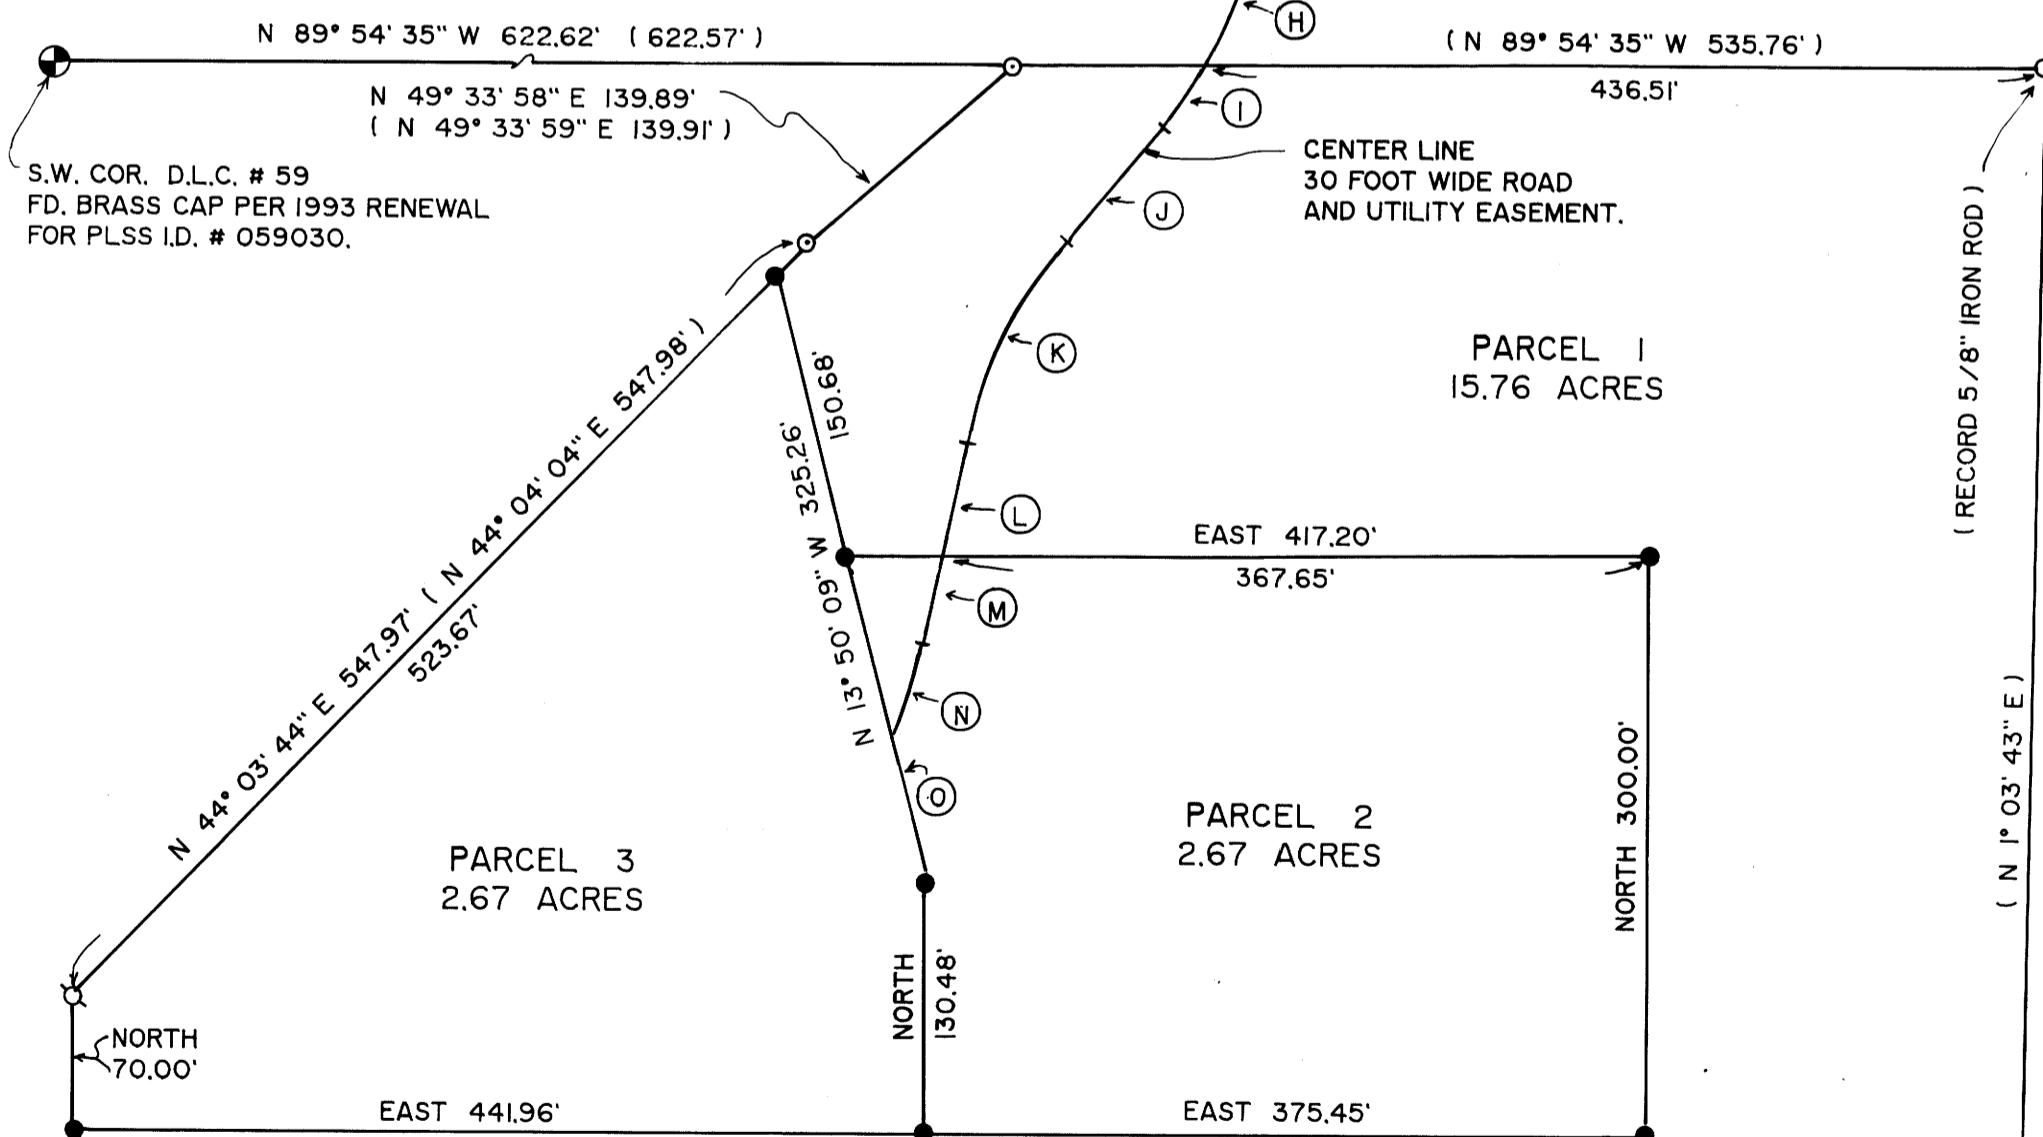 N 89° 54' 35" W 622.62' ( 622.57' )
H
( N 89° 54' 35" W 535.76' )
436.51'
N 49° 33' 58" E 139.89'
( N 49° 33' 59" E 139.91' )
I
S.W. COR. D.L.C. # 59
FD. BRASS CAP PER 1993 RENEWAL
FOR PLSS I.D. # 059030.
CENTER LINE
30 FOOT WIDE ROAD
AND UTILITY EASEMENT.
J
( RECORD 5/8" IRON ROD )
K
PARCEL 1
15.76 ACRES
150.68'
N 13° 50' 09" W 325.26'
N 44° 03' 44" E 547.97' ( N 44° 04' 04" E 547.98' )
523.67'
L
EAST 417.20'
367.65'
M
N
O
NORTH 300.00'
( N 1° 03' 43" E )
PARCEL 2
2.67 ACRES
PARCEL 3
2.67 ACRES
NORTH
130.48'
NORTH
70.00'
EAST 441.96'
EAST 375.45'